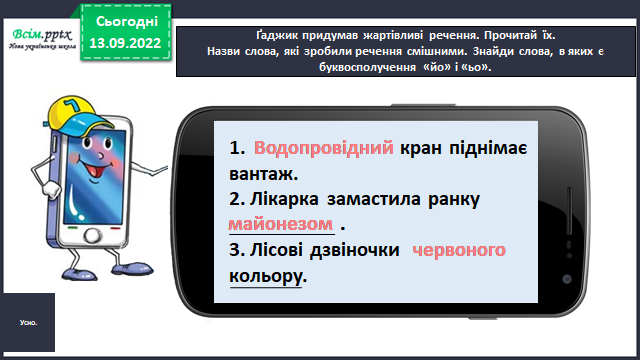 Всім.pptx
Нова українська школа
Сьогодні
13.09.2022
Ґаджик придумав жартівливі речення. Прочитай їх.
Назви слова, які зробили речення смішними. Знайди слова, в яких є
буквосполучення «йо» і «ьо».
1. Водопровідний кран піднімає
вантаж.
2. Лікарка замастила ранку
майонезом .
3. Лісові дзвіночки червоного
кольору.
Усно.